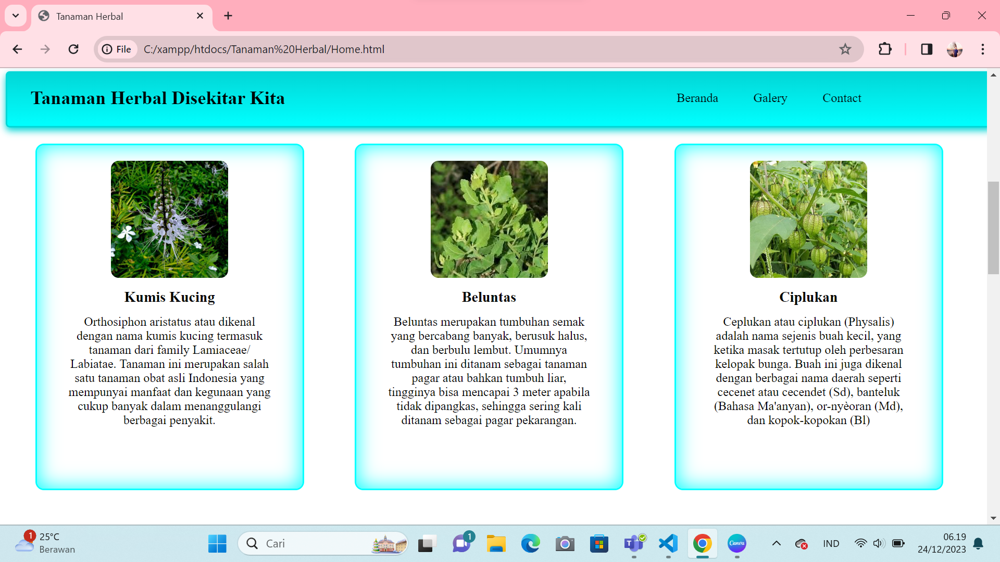 Tanaman Herbal
File
C:/xampp/htdocs/Tanaman%20Herbal/Home.html
Tanaman Herbal Disekitar Kita
Beranda
Galery
Contact
Kumis Kucing
Orthosiphon aristatus atau dikenal
dengan nama kumis kucing termasuk
tanaman dari family Lamiaceae/
Labiatae. Tanaman ini merupakan salah
satu tanaman obat asli Indonesia yang
mempunyai manfaat dan kegunaan yang
cukup banyak dalam menanggulangi
berbagai penyakit.
Beluntas
Beluntas merupakan tumbuhan semak
yang bercabang banyak, berusuk halus,
dan berbulu lembut. Umumnya
tumbuhan ini ditanam sebagai tanaman
pagar atau bahkan tumbuh liar,
tingginya bisa mencapai 3 meter apabila
tidak dipangkas, sehingga sering kali
ditanam sebagai pagar pekarangan.
Ciplukan
Ceplukan atau ciplukan (Physalis)
adalah nama sejenis buah kecil, yang
ketika masak tertutup oleh perbesaran
kelopak bunga. Buah ini juga dikenal
dengan berbagai nama daerah seperti
cecenet atau cecendet (Sd), banteluk
(Bahasa Ma'anyan), or-nyèoran (Md),
dan kopok-kopokan (Bl)
1
25°C
Berawan
Cari
1
T
Canva
IND
06.19
24/12/2023